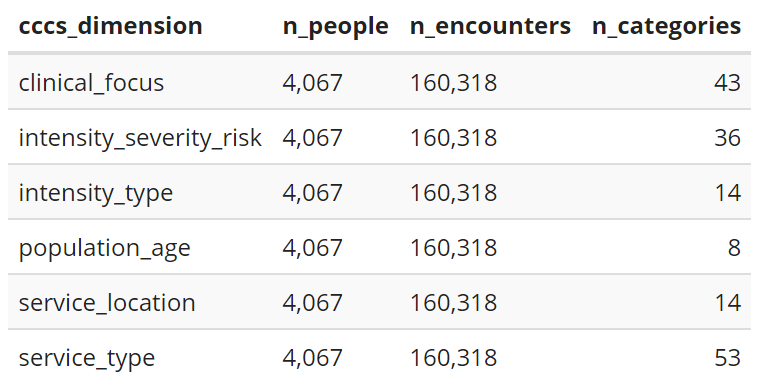 cccs_dimension n_people n_encounters n_categories
clinical_focus 4,067 160,318 43
intensity_severity_risk 4,067 160,318 36
intensity_type 4,067 160,318 14
population_age 4,067 160,318 8
service_location 4,067 160,318 14
service_type 4,067 160,318 53